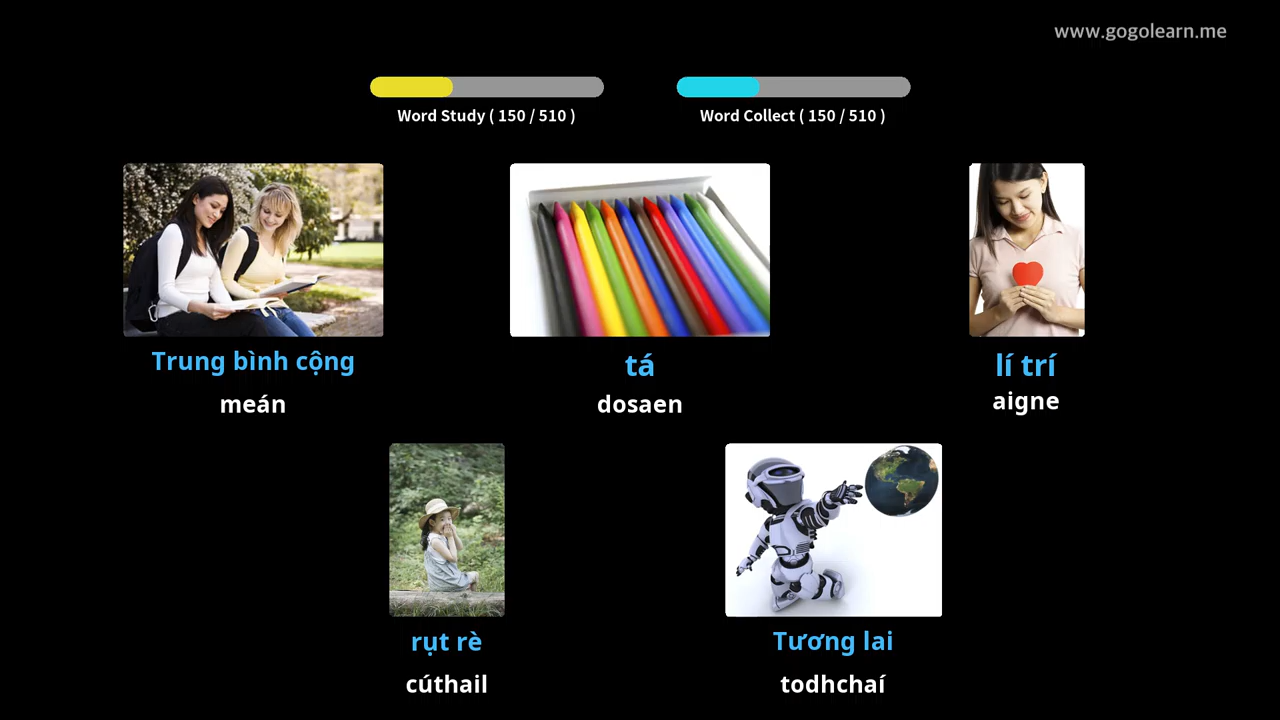 www.gogolearn.me
Word Study ( 150 / 510 )
Word Collect ( 150 / 510 )
Trung bình cộng
meán
tá
dosaen
lí trí
aigne
rụt rè
cúthail
Tương lai
todhchaí